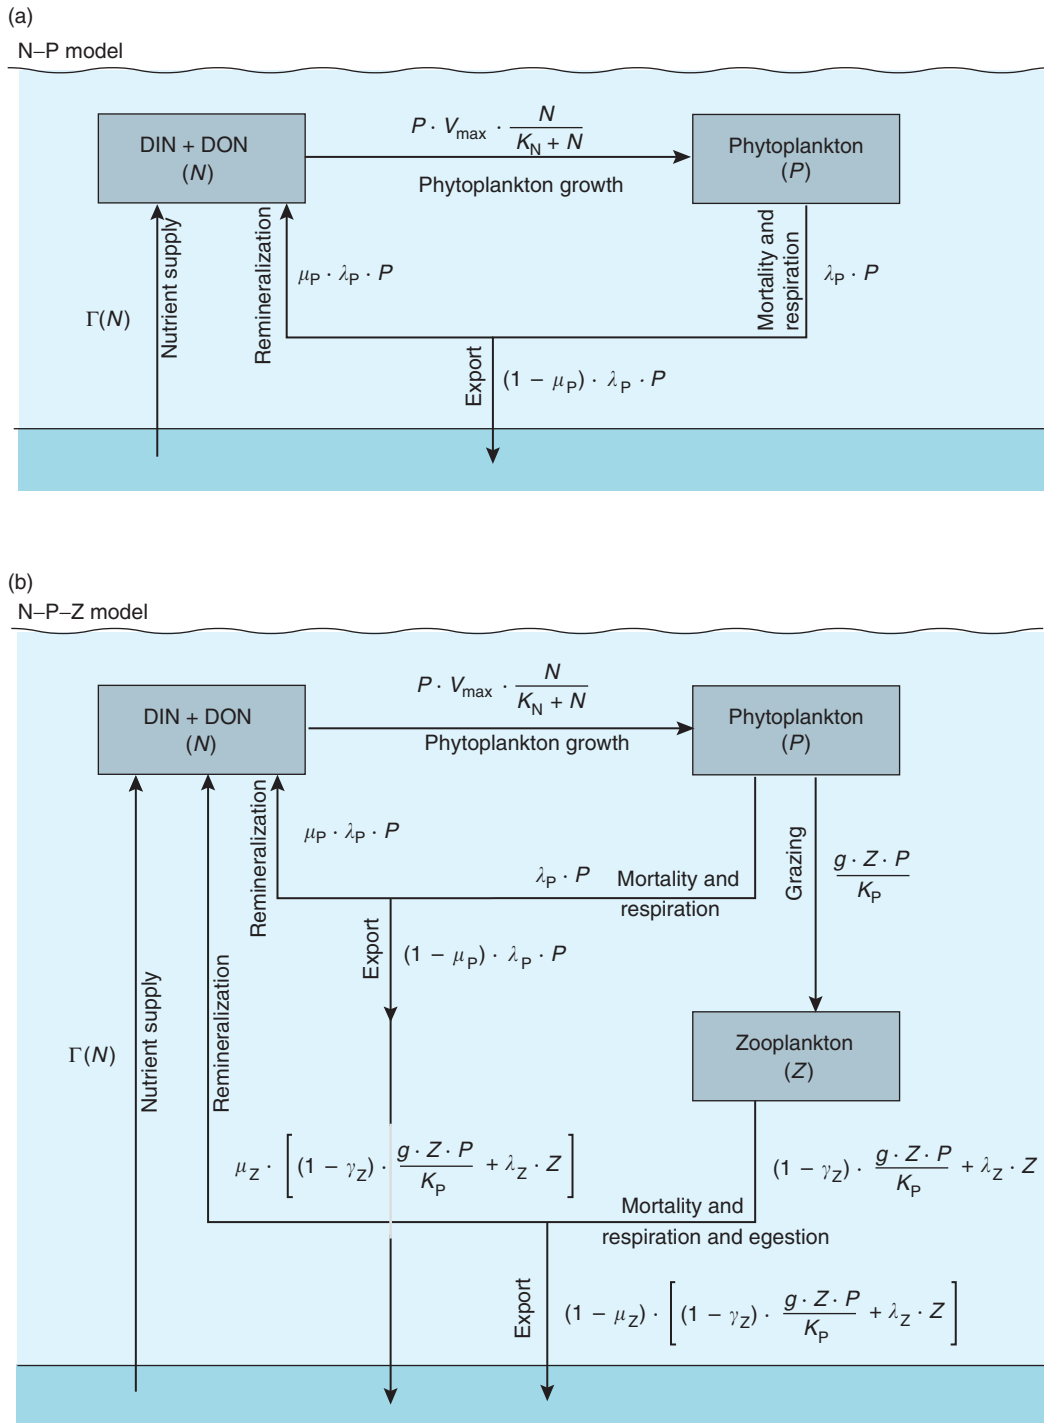 (a)
N–P model
DIN + DON
(N)
P · V_max · N / (K_N + N)
Phytoplankton growth
Phytoplankton
(P)
Nutrient supply
Γ(N)
Remineralization
μ_P · λ_P · P
Mortality and
respiration
λ_P · P
Export
(1 − μ_P) · λ_P · P
(b)
N–P–Z model
DIN + DON
(N)
P · V_max · N / (K_N + N)
Phytoplankton growth
Phytoplankton
(P)
Remineralization
μ_P · λ_P · P
λ_P · P
Mortality and
respiration
Grazing
g · Z · P / K_P
Export
(1 − μ_P) · λ_P · P
Nutrient supply
Γ(N)
Remineralization
Zooplankton
(Z)
μ_Z · [(1 − γ_Z) · g · Z · P / K_P + λ_Z · Z]
(1 − γ_Z) · g · Z · P / K_P + λ_Z · Z
Mortality and
respiration and egestion
Export
(1 − μ_Z) · [(1 − γ_Z) · g · Z · P / K_P + λ_Z · Z]